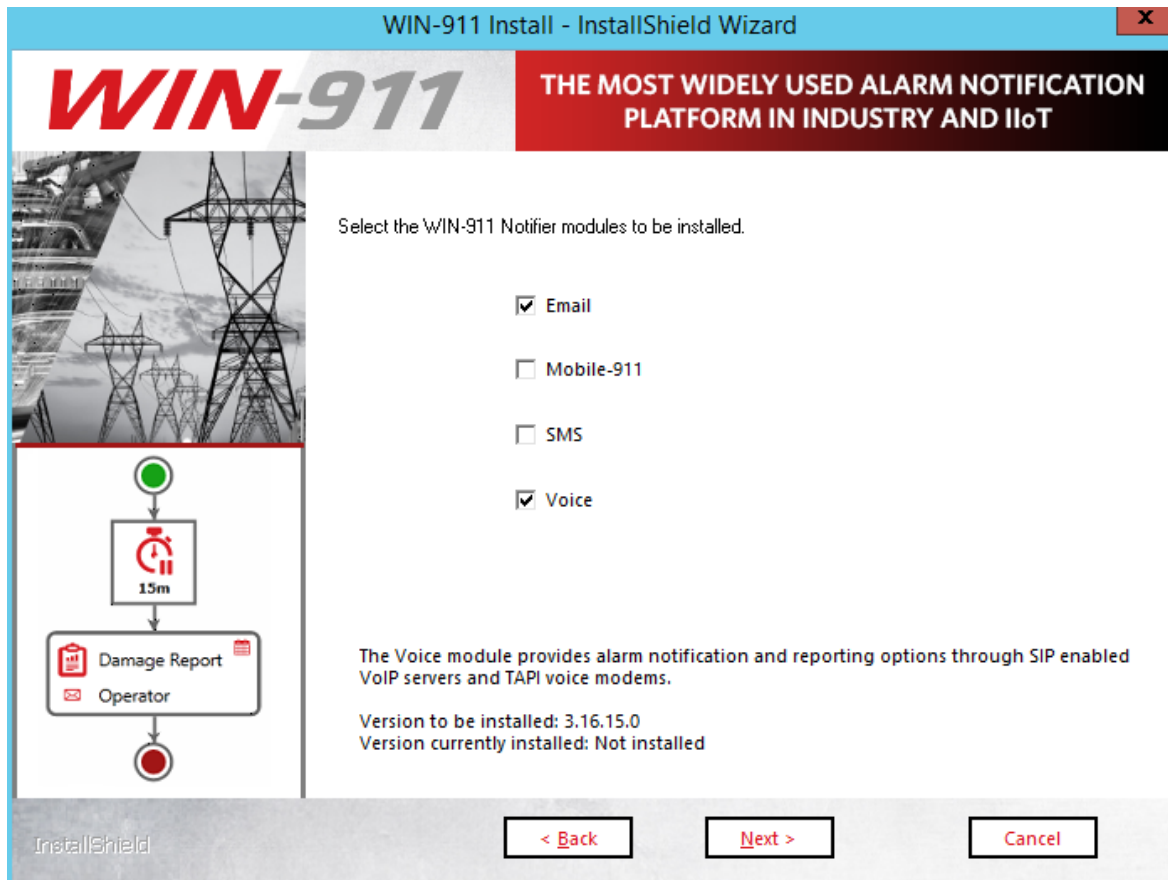 WIN-911 Install - InstallShield Wizard
x
WIN-911
THE MOST WIDELY USED ALARM NOTIFICATION
PLATFORM IN INDUSTRY AND IIoT
Select the WIN-911 Notifier modules to be installed.
Email
Mobile-911
SMS
Voice
15m
Damage Report
Operator
The Voice module provides alarm notification and reporting options through SIP enabled
VoIP servers and TAPI voice modems.
Version to be installed: 3.16.15.0
Version currently installed: Not installed
InstallShield
< Back
Next >
Cancel